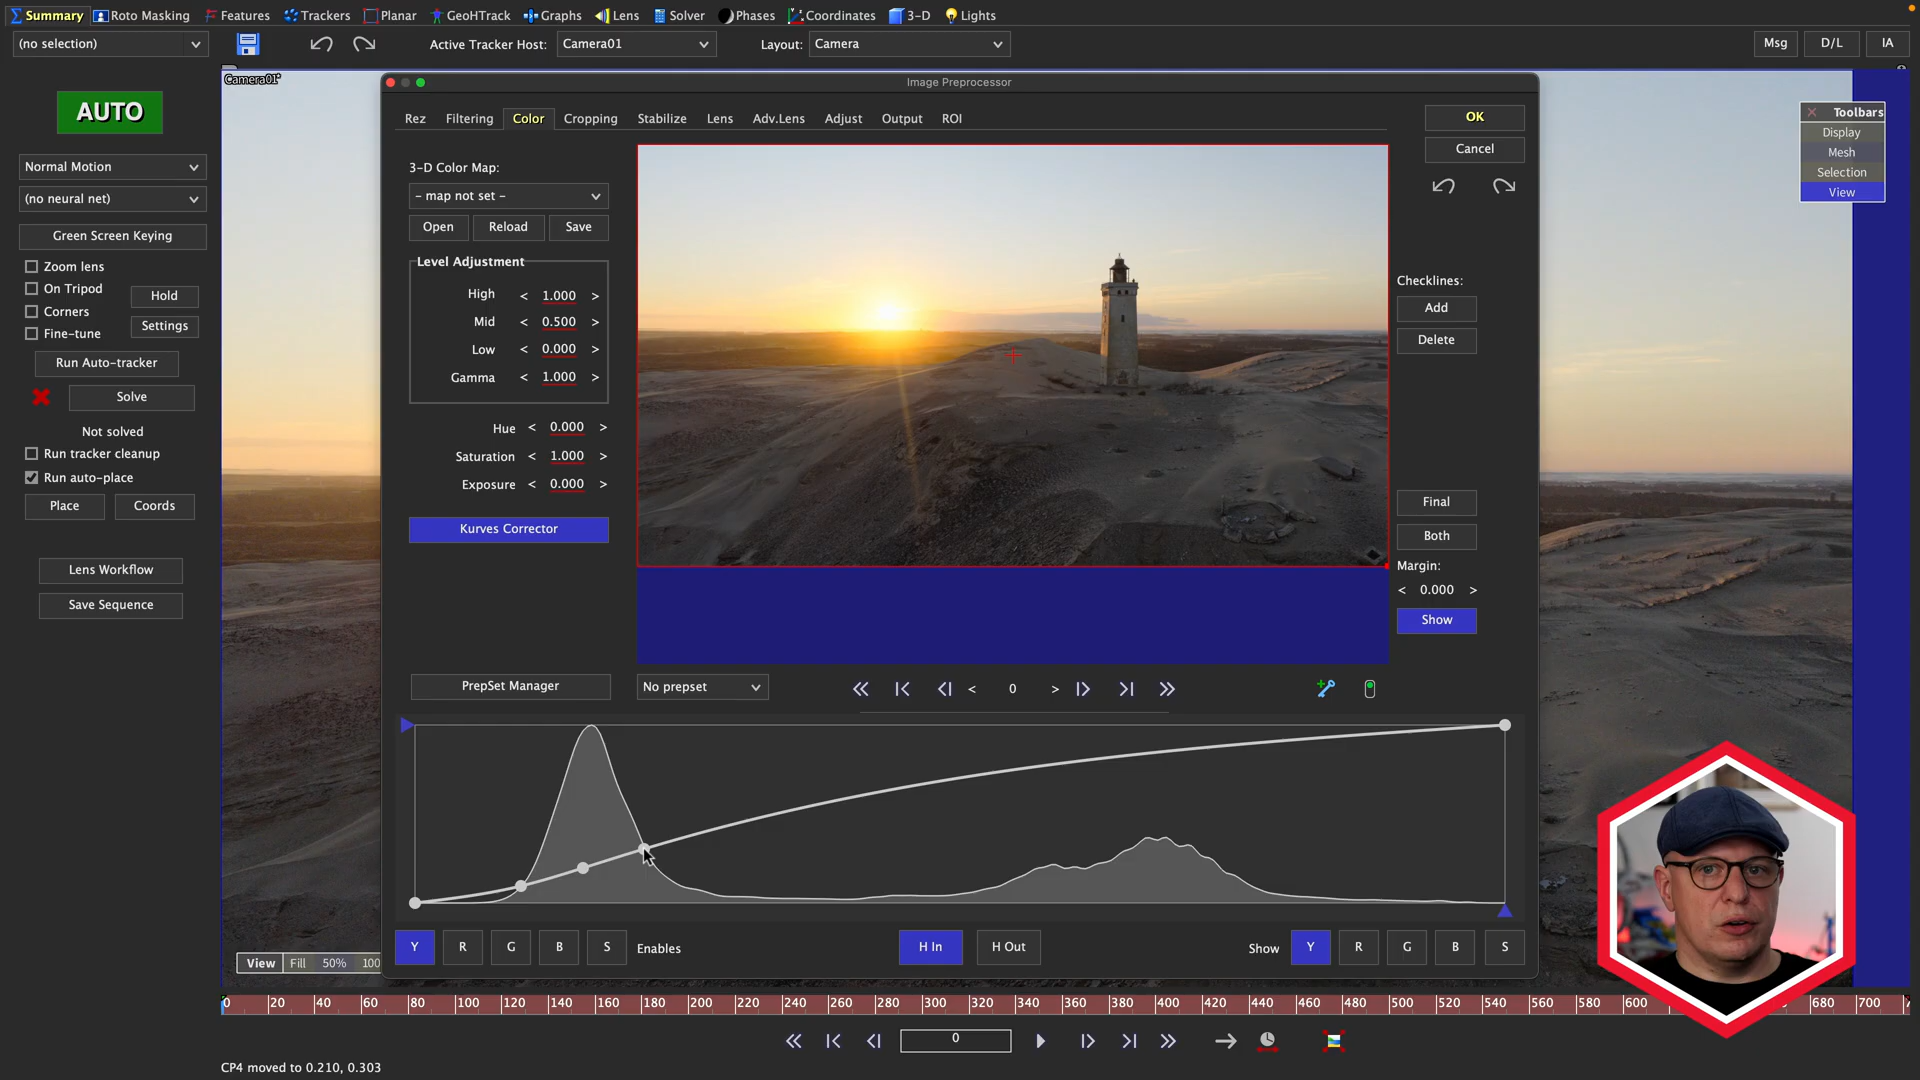 Summary Roto Masking Features Trackers Planar GeoHTrack Graphs Lens Solver Phases Coordinates 3-D Lights
(no selection) Active Tracker Host: Camera01 Layout: Camera Msg D/L IA
Camera01*
Image Preprocessor
AUTO
Normal Motion
(no neural net)
Green Screen Keying
Zoom lens
On Tripod
Hold
Corners
Fine-tune
Settings
Run Auto-tracker
Solve
Not solved
Run tracker cleanup
Run auto-place
Place Coords
Lens Workflow
Save Sequence
Rez Filtering Color Cropping Stabilize Lens Adv.Lens Adjust Output ROI
3-D Color Map:
- map not set -
Open Reload Save
Level Adjustment
High < 1.000 >
Mid < 0.500 >
Low < 0.000 >
Gamma < 1.000 >
Hue < 0.000 >
Saturation < 1.000 >
Exposure < 0.000 >
Kurves Corrector
PrepSet Manager
No prepset
< 0 >
OK
Cancel
Checklines:
Add
Delete
Final
Both
Margin:
< 0.000 >
Show
Toolbars
Display
Mesh
Selection
View
Y R G B S Enables H In H Out Show Y R G B S
View Fill 50% 100
0 20 40 60 80 100 120 140 160 180 200 220 240 260 280 300 320 340 360 380 400 420 440 460 480 500 520 540 560 580 600 680 700
0
CP4 moved to 0.210, 0.303